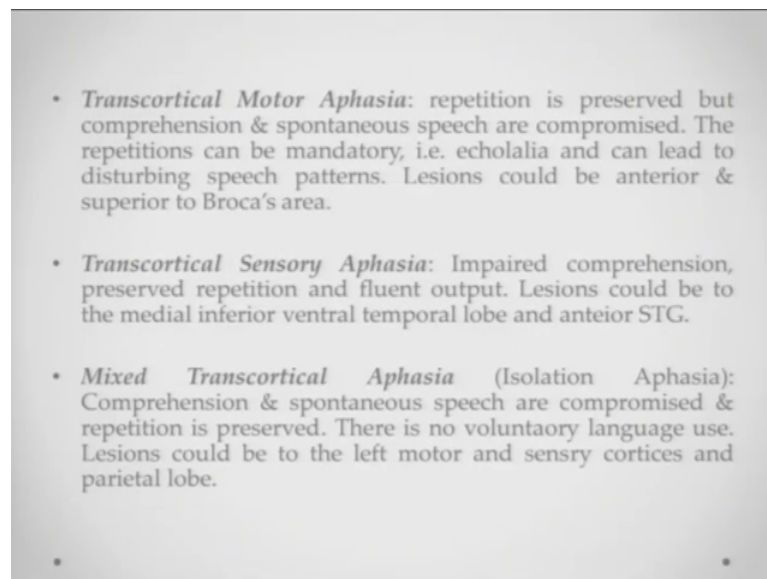 • Transcortical Motor Aphasia: repetition is preserved but
comprehension & spontaneous speech are compromised. The
repetitions can be mandatory, i.e. echolalia and can lead to
disturbing speech patterns. Lesions could be anterior &
superior to Broca's area.
• Transcortical Sensory Aphasia: Impaired comprehension,
preserved repetition and fluent output. Lesions could be to
the medial inferior ventral temporal lobe and anteior STG.
• Mixed Transcortical Aphasia (Isolation Aphasia):
Comprehension & spontaneous speech are compromised &
repetition is preserved. There is no voluntaory language use.
Lesions could be to the left motor and sensry cortices and
parietal lobe.